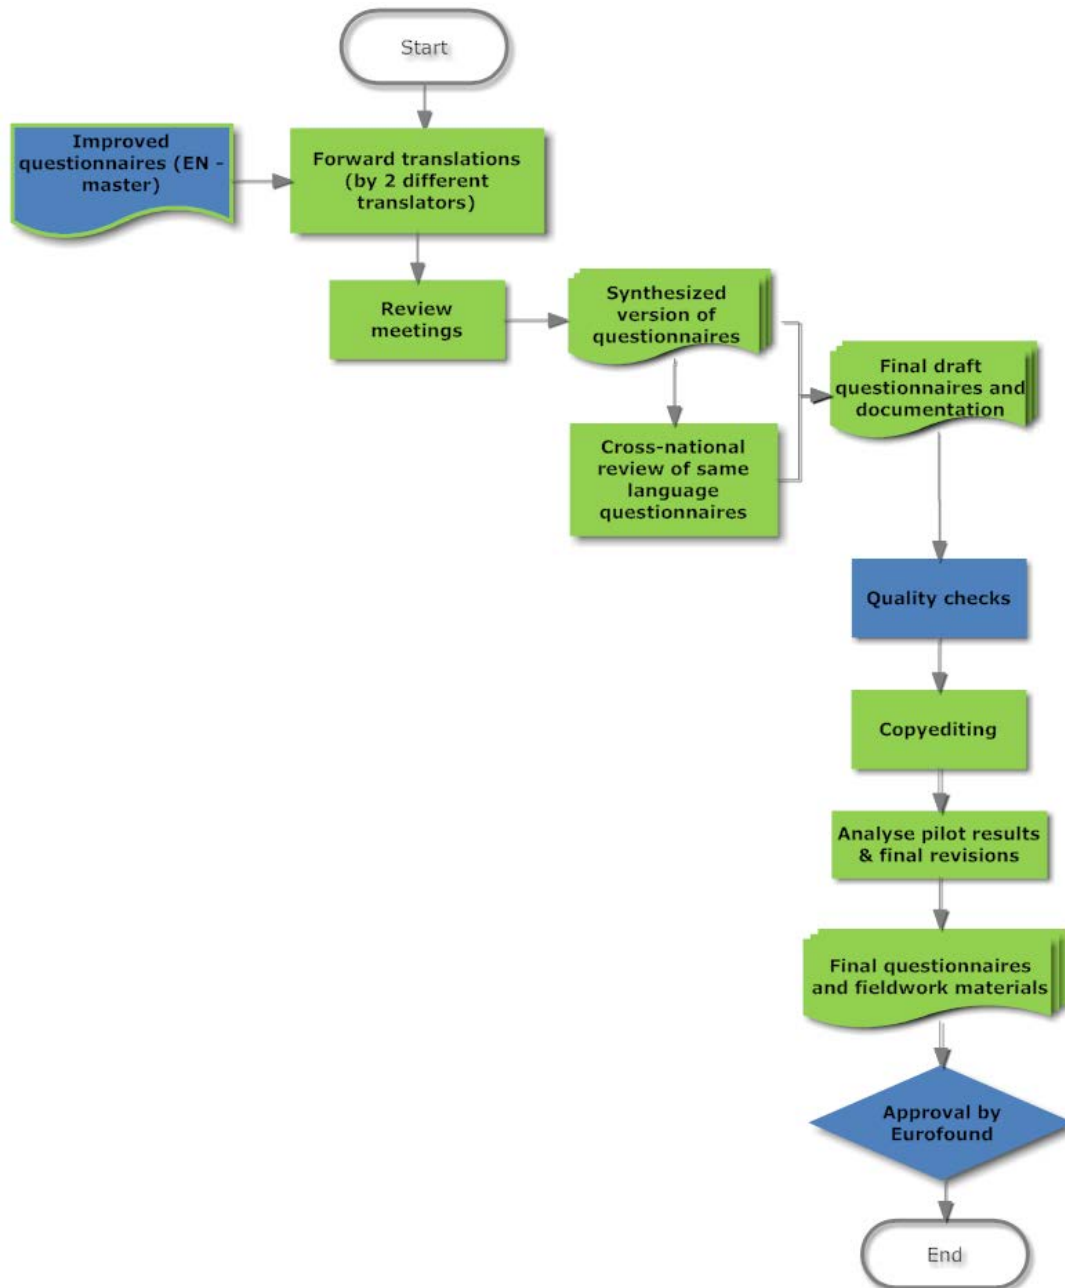 Start
Improved
questionnaires (EN -
master)
Forward translations
(by 2 different
translators)
Review
meetings
Synthesized
version of
questionnaires
Final draft
questionnaires and
documentation
Cross-national
review of same
language
questionnaires
Quality checks
Copyediting
Analyse pilot results
& final revisions
Final questionnaires
and fieldwork materials
Approval by
Eurofound
End